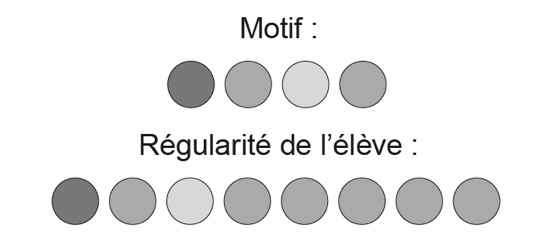 Motif :
Régularité de l’élève :